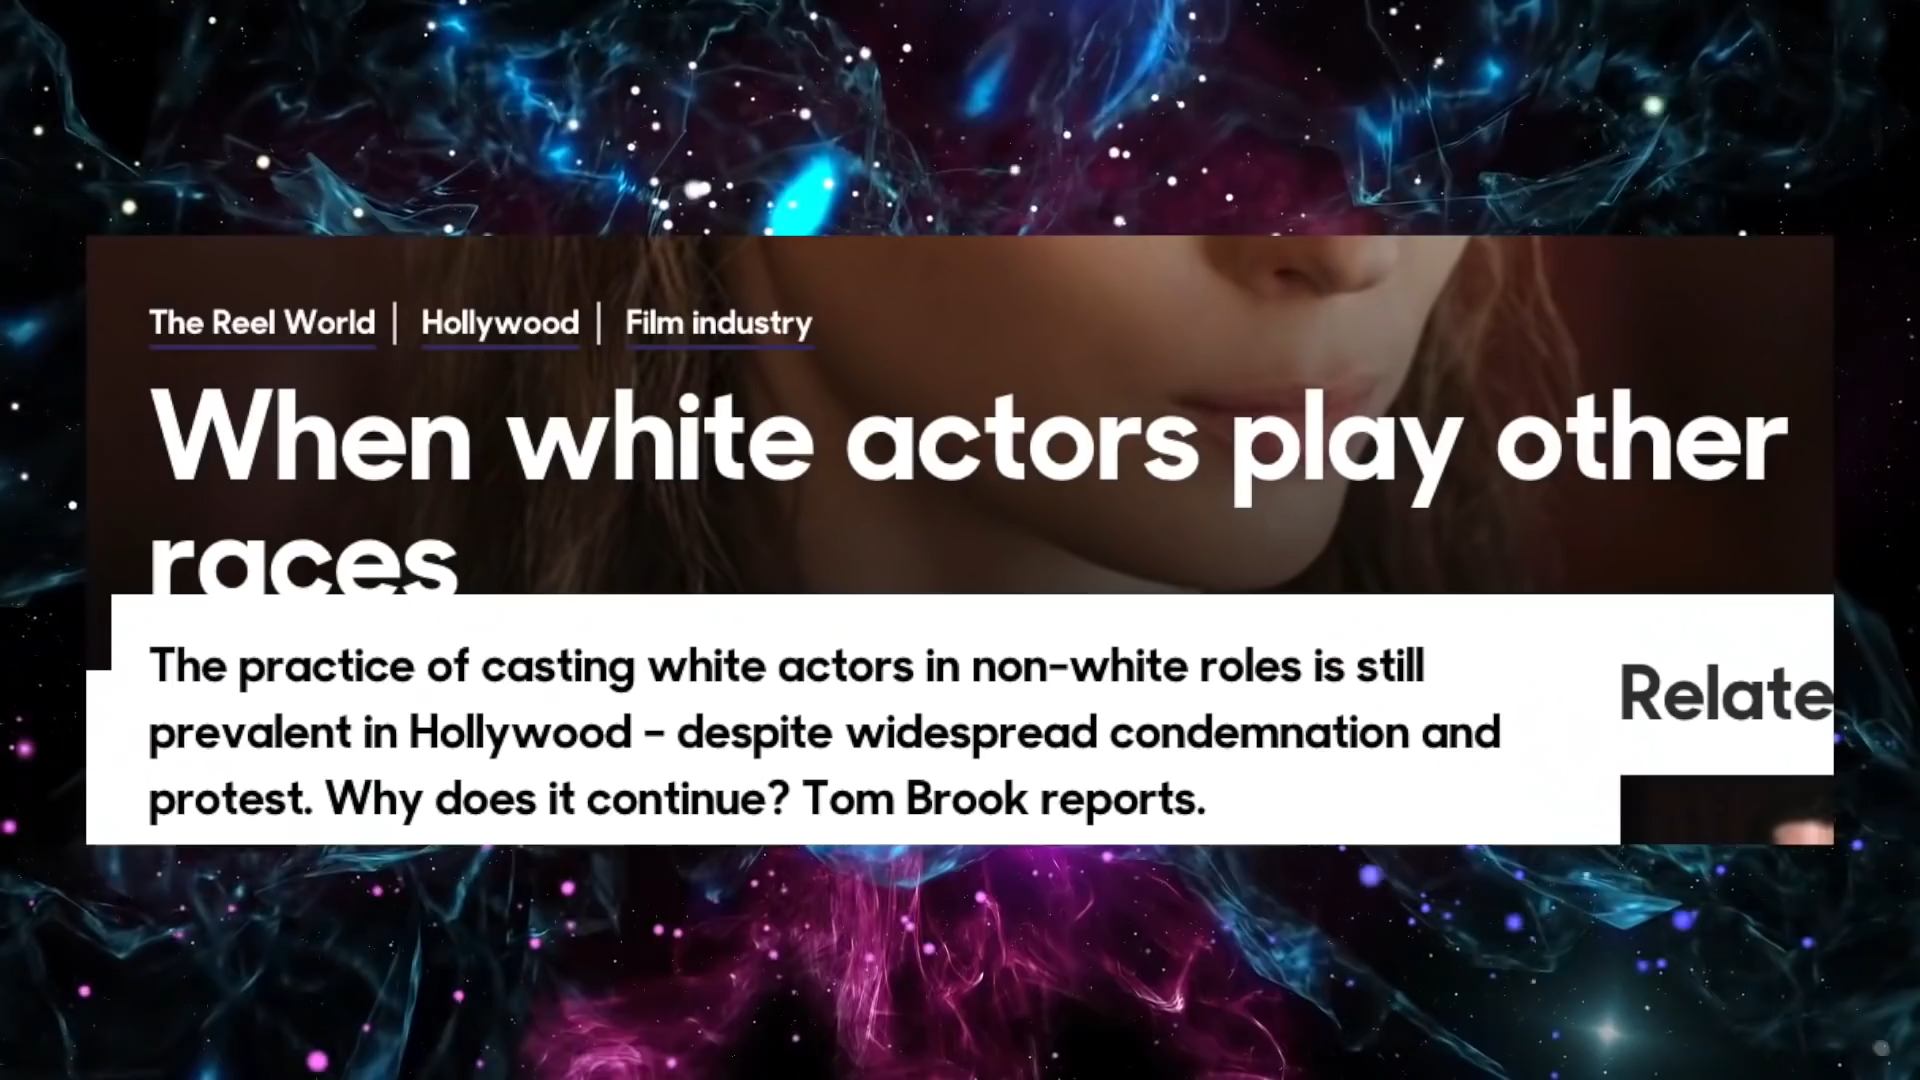 The Reel World | Hollywood | Film industry
When white actors play other
races
The practice of casting white actors in non-white roles is still
prevalent in Hollywood – despite widespread condemnation and
protest. Why does it continue? Tom Brook reports.
Relate